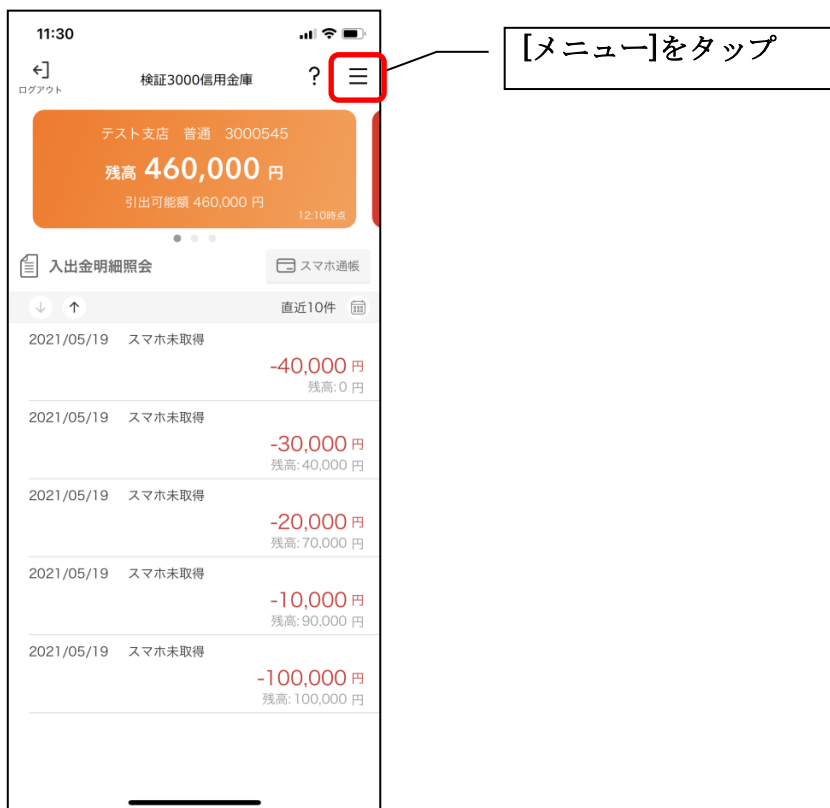 11:30
ログアウト
検証3000信用金庫
?
[メニュー]をタップ
テスト支店 普通 3000545
残高 460,000 円
引出可能額 460,000 円
12:10時点
入出金明細照会
スマホ通帳
直近10件
2021/05/19 スマホ未取得
-40,000 円
残高:0 円
2021/05/19 スマホ未取得
-30,000 円
残高:40,000 円
2021/05/19 スマホ未取得
-20,000 円
残高:70,000 円
2021/05/19 スマホ未取得
-10,000 円
残高:90,000 円
2021/05/19 スマホ未取得
-100,000 円
残高:100,000 円